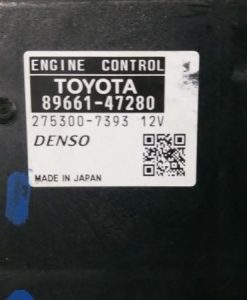 ENGINE CONTROL
TOYOTA
89661-47280
275300-7393 12V
DENSO
MADE IN JAPAN